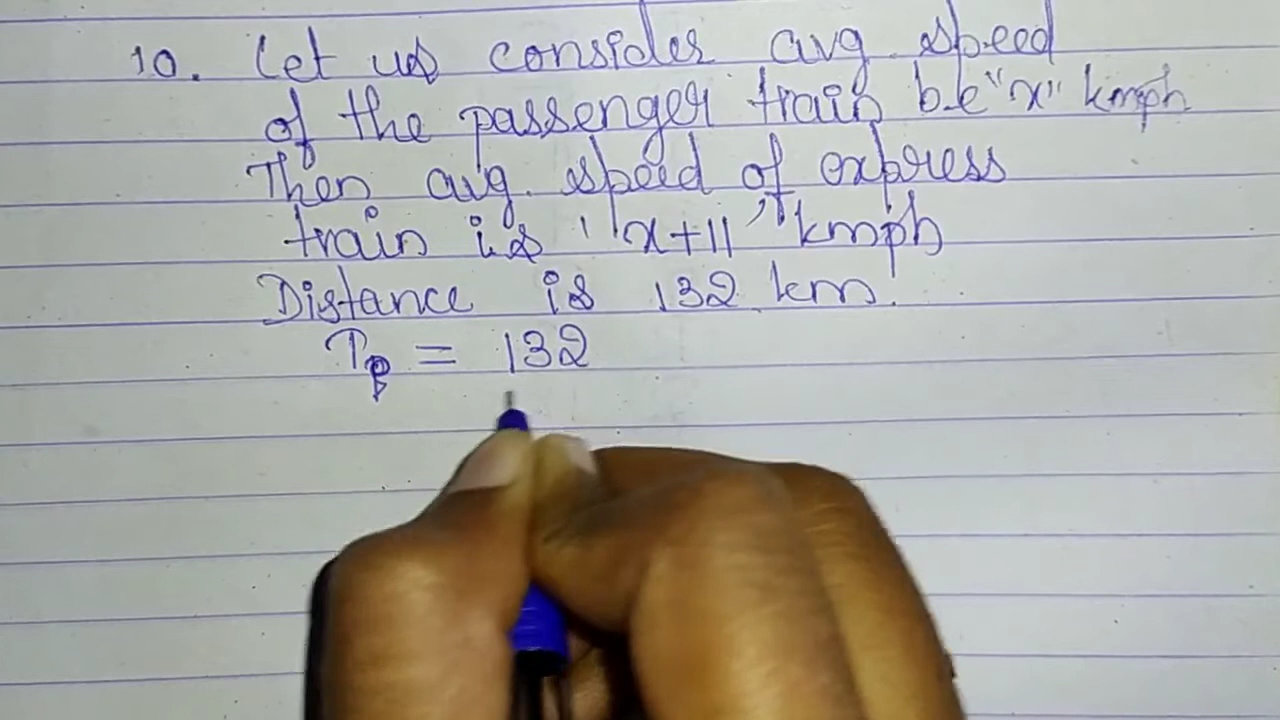 10. Let us consider avg. speed
of the passenger train be "x" kmph
Then avg. speed of express
train is "x+11" kmph
Distance is 132 km.
Tp = 132